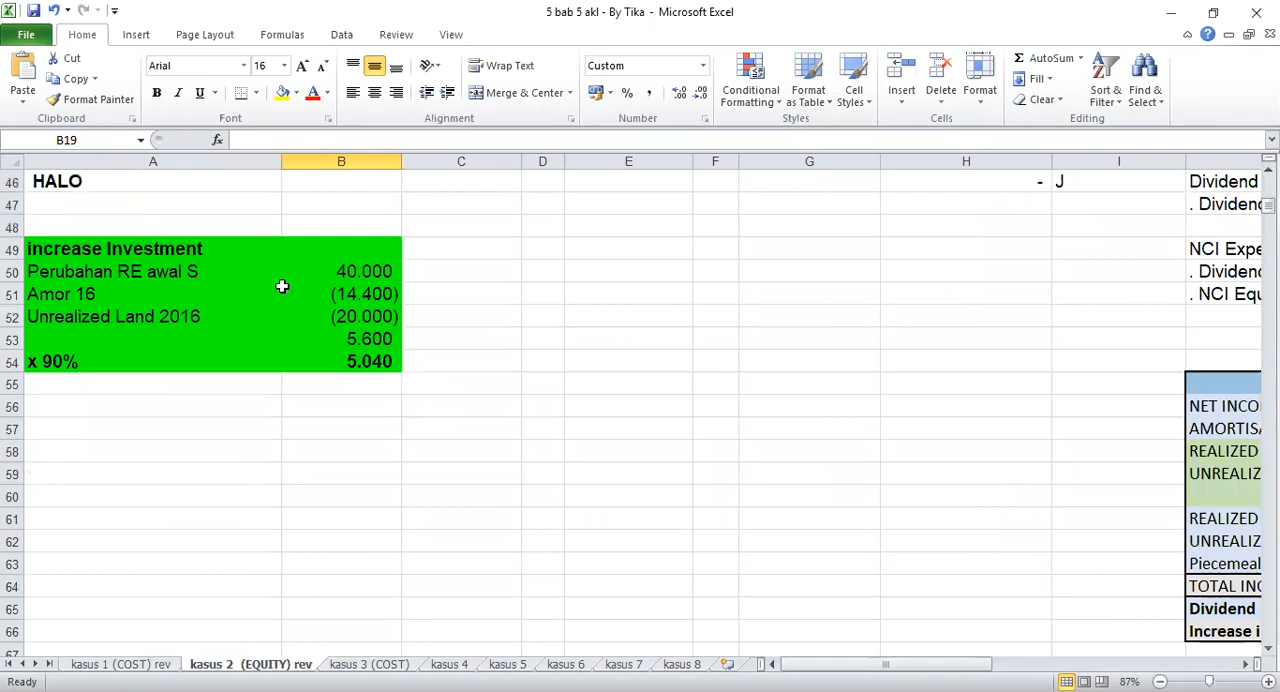 5 bab 5 akl - By Tika - Microsoft Excel
File Home Insert Page Layout Formulas Data Review View
Paste
Cut
Copy
Format Painter
Clipboard
Arial 16
B I U A
Font
Wrap Text
Merge & Center
Alignment
Custom
%
Number
Conditional Formatting
Format as Table
Cell Styles
Styles
Insert Delete Format
Cells
Σ AutoSum
Fill
Clear
Sort & Filter
Find & Select
Editing
B19 fx
A B C D E F G H I
46 HALO - J Dividend
47 . Dividend
48
49 increase Investment NCI Expe
50 Perubahan RE awal S 40.000 . Dividend
51 Amor 16 (14.400) . NCI Equ
52 Unrealized Land 2016 (20.000)
53 5.600
54 x 90% 5.040
55
56 NET INCO
57 AMORTISA
58 REALIZED
59 UNREALIZ
60
61 REALIZED
62 UNREALIZ
63 Piecemeal
64 TOTAL INC
65 Dividend
66 Increase i
67
kasus 1 (COST) rev kasus 2 (EQUITY) rev kasus 3 (COST) kasus 4 kasus 5 kasus 6 kasus 7 kasus 8
Ready 87%